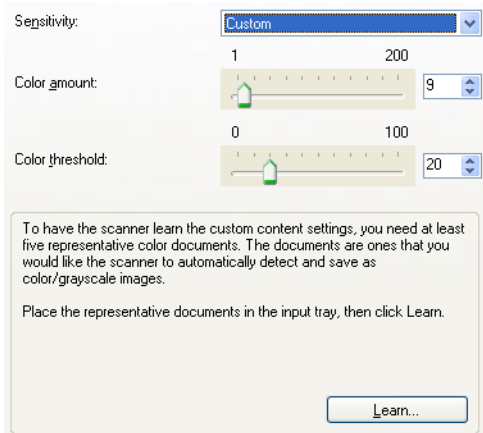 Sensitivity: Custom
1 200
Color amount: 9
0 100
Color threshold: 20
To have the scanner learn the custom content settings, you need at least
five representative color documents. The documents are ones that you
would like the scanner to automatically detect and save as
color/grayscale images.
Place the representative documents in the input tray, then click Learn.
Learn...